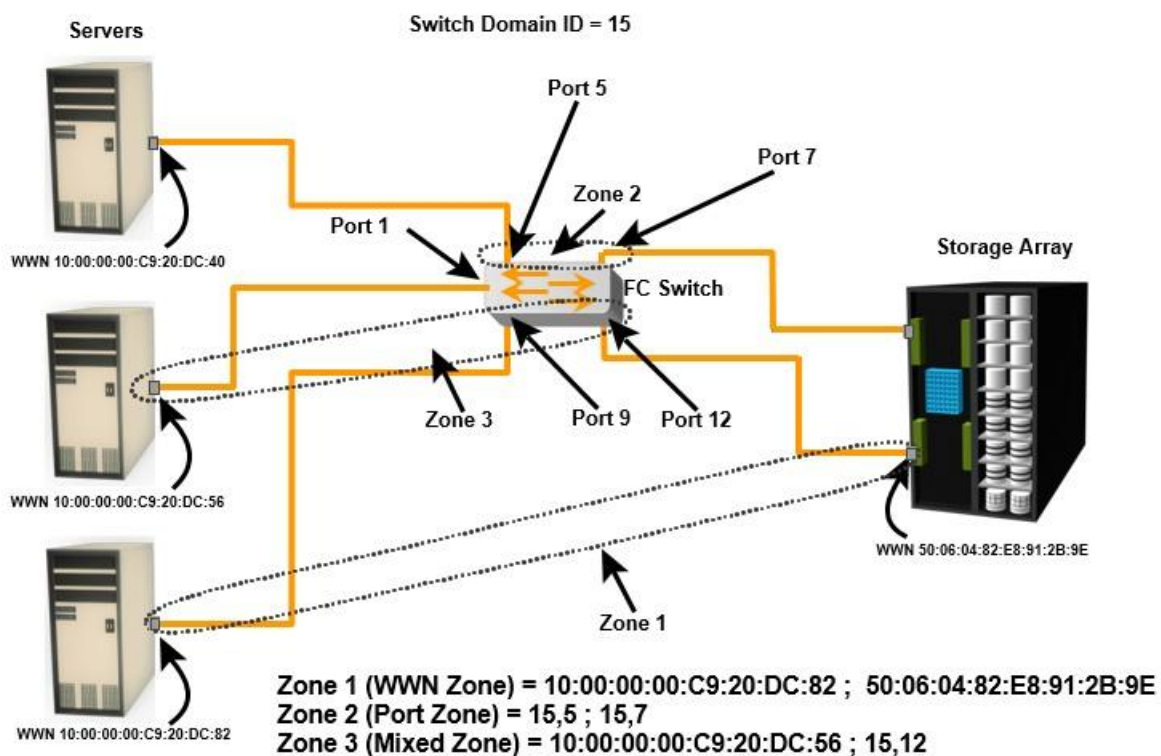 Switch Domain ID = 15
Servers
Port 5
Port 7
Zone 2
Port 1
Storage Array
WWN 10:00:00:00:C9:20:DC:40
FC Switch
Zone 3
Port 9
Port 12
WWN 10:00:00:00:C9:20:DC:56
WWN 50:06:04:82:E8:91:2B:9E
Zone 1
Zone 1 (WWN Zone) = 10:00:00:00:C9:20:DC:82 ; 50:06:04:82:E8:91:2B:9E
Zone 2 (Port Zone) = 15,5 ; 15,7
WWN 10:00:00:00:C9:20:DC:82
Zone 3 (Mixed Zone) = 10:00:00:00:C9:20:DC:56 ; 15,12